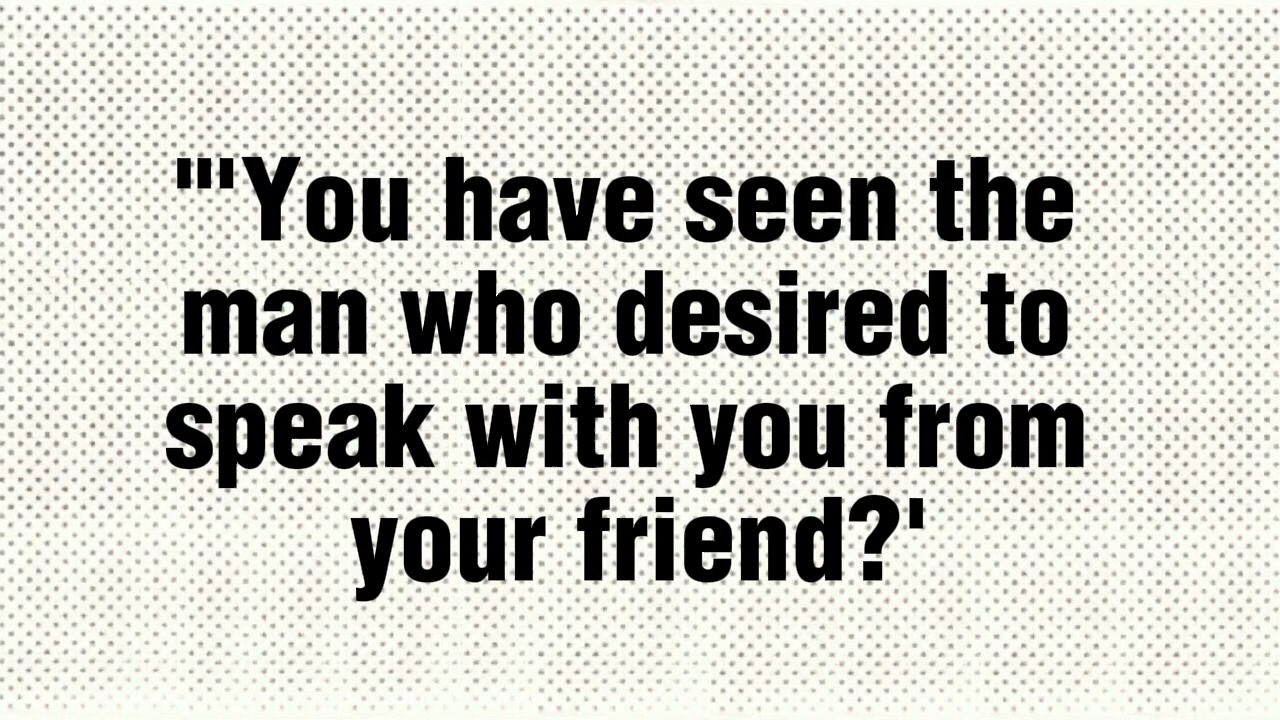 "'You have seen the
man who desired to
speak with you from
your friend?'